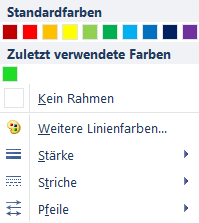 Standardfarben
Zuletzt verwendete Farben
Kein Rahmen
Weitere Linienfarben...
Stärke
Striche
Pfeile